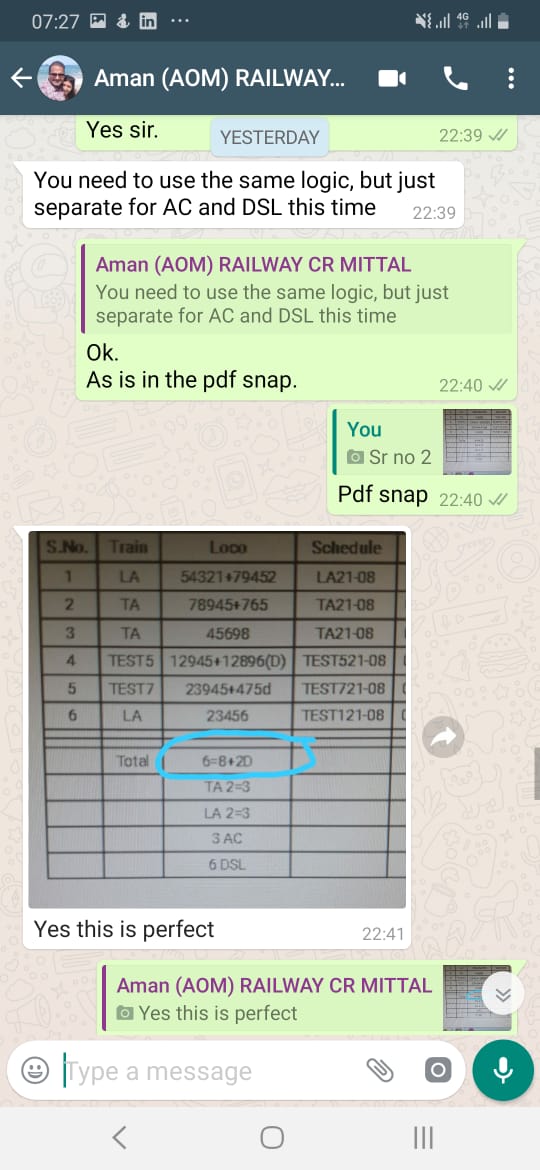 07:27
4G
Aman (AOM) RAILWAY...
Yes sir.
22:39
YESTERDAY
You need to use the same logic, but just
separate for AC and DSL this time
22:39
Aman (AOM) RAILWAY CR MITTAL
You need to use the same logic, but just
separate for AC and DSL this time
Ok.
As is in the pdf snap.
22:40
You
Sr no 2
Pdf snap
22:40
S.No. Train Loco Schedule
1 LA 54321+79452 LA21-08
2 TA 78945+765 TA21-08
3 TA 45698 TA21-08
4 TEST5 12945+12896(D) TEST521-08
5 TEST7 23945+475d TEST721-08
6 LA 23456 TEST121-08
Total 6=8+2D
TA 2=3
LA 2=3
3 AC
6 DSL
Yes this is perfect
22:41
Aman (AOM) RAILWAY CR MITTAL
Yes this is perfect
Type a message